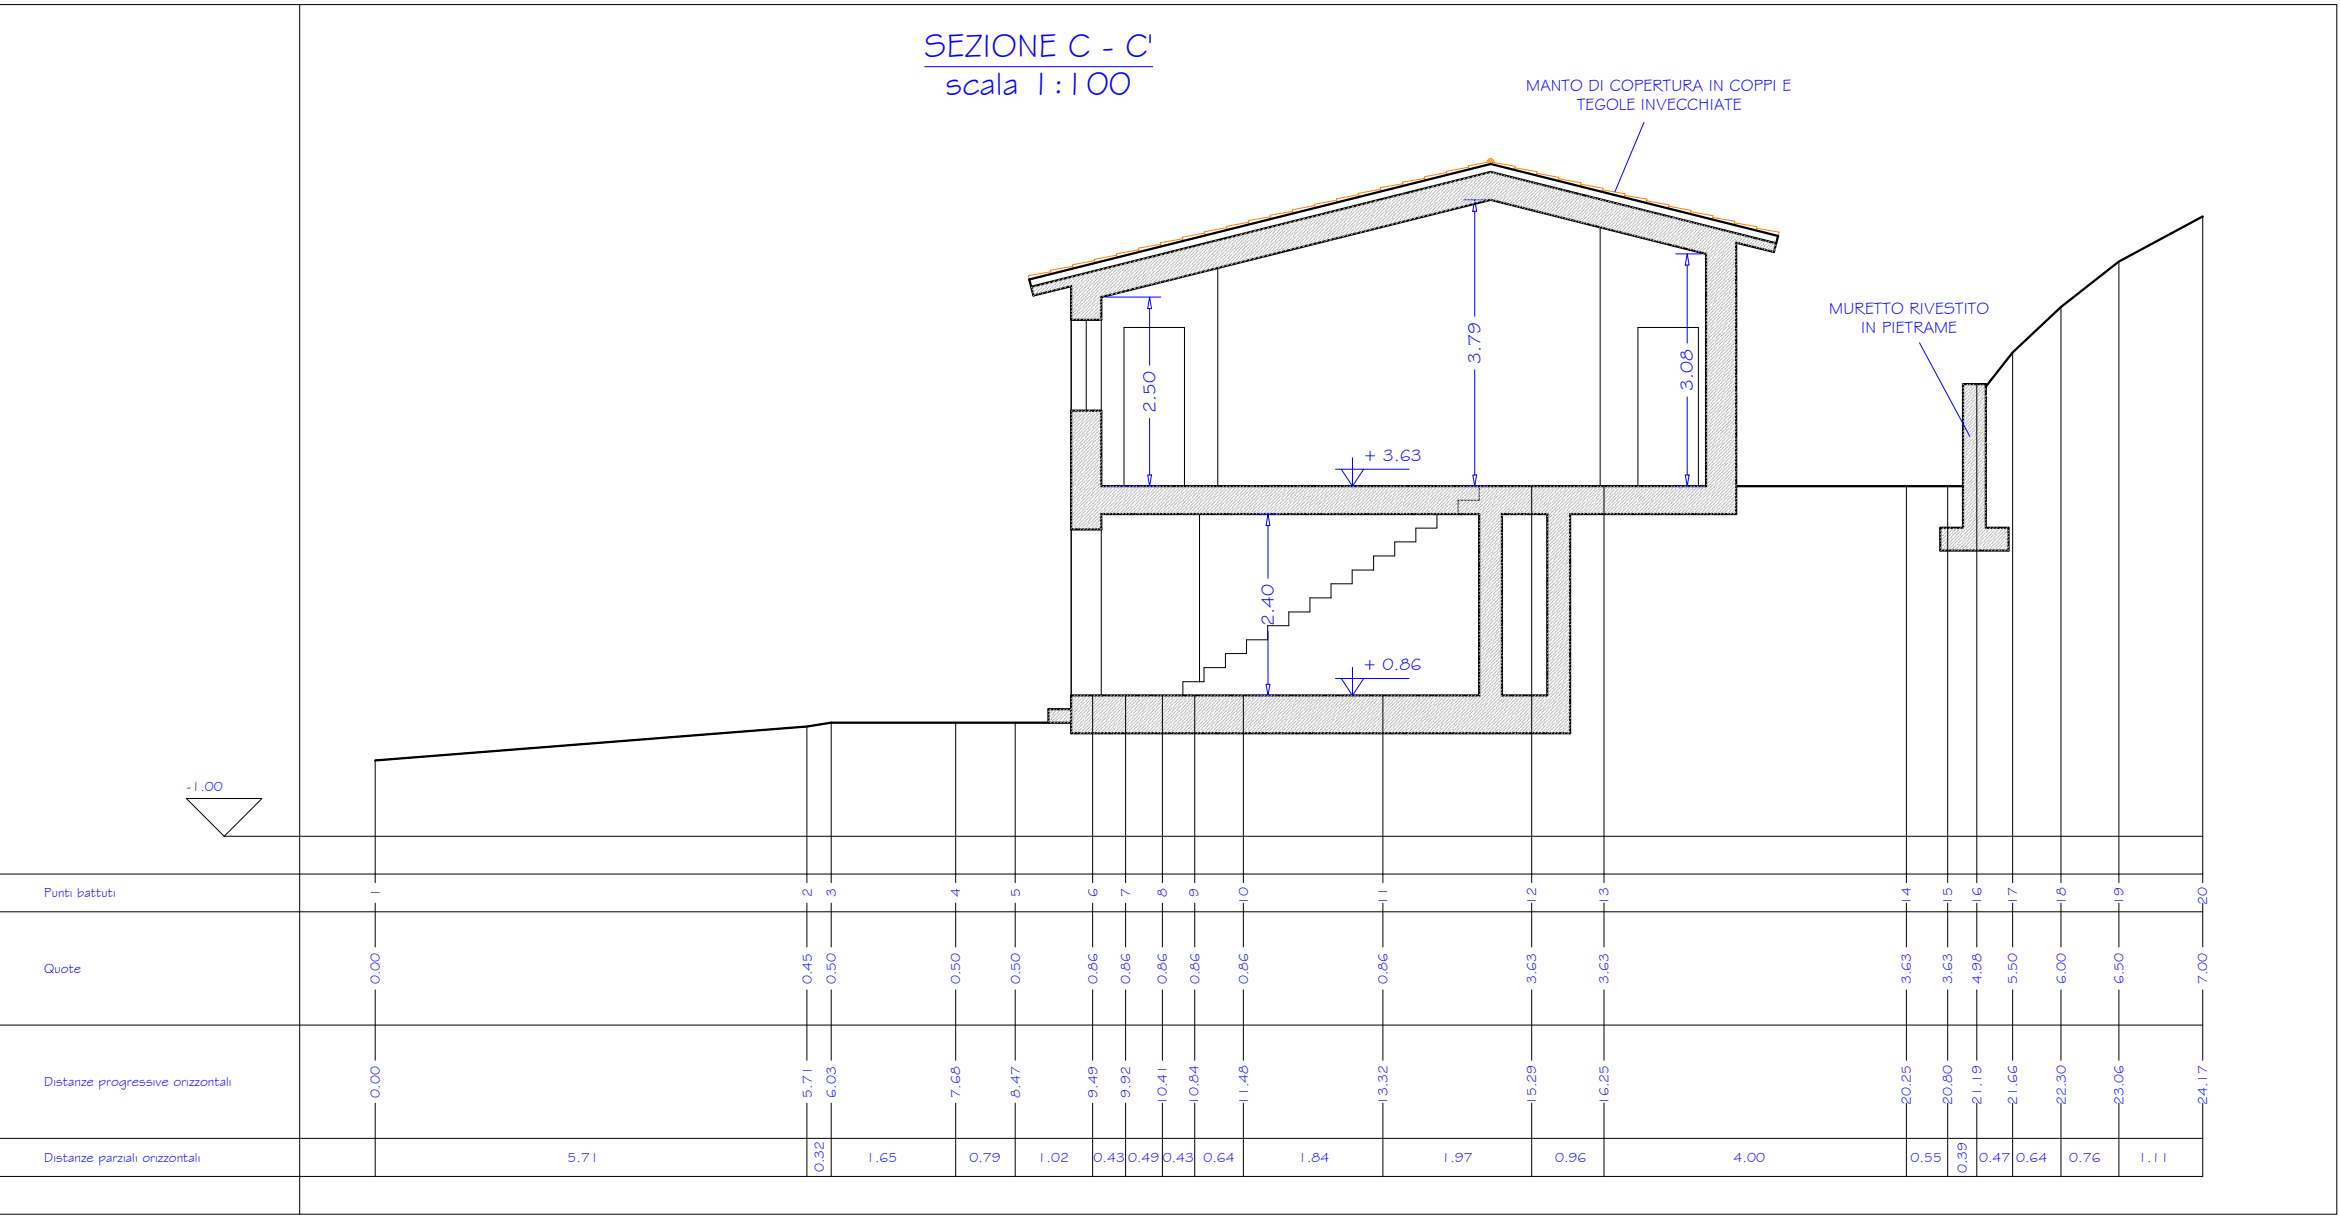 SEZIONE C - C'
scala 1:100
MANTO DI COPERTURA IN COPPI E
TEGOLE INVECCHIATE
MURETTO RIVESTITO
IN PIETRAME
2.50
3.79
3.08
+ 3.63
2.40
+ 0.86
-1.00
Punti battuti 1 2 3 4 5 6 7 8 9 10 11 12 13 14 15 16 17 18 19 20
Quote 0.00 0.45 0.50 0.50 0.50 0.86 0.86 0.86 0.86 0.86 0.86 3.63 3.63 3.63 3.63 4.98 5.50 6.00 6.50 7.00
Distanze progressive orizzontali 0.00 5.71 6.03 7.68 8.47 9.49 9.92 10.41 10.84 11.48 13.32 15.29 16.25 20.25 20.80 21.19 21.66 22.30 23.06 24.17
Distanze parziali orizzontali 5.71 0.32 1.65 0.79 1.02 0.43 0.49 0.43 0.64 1.84 1.97 0.96 4.00 0.55 0.39 0.47 0.64 0.76 1.11